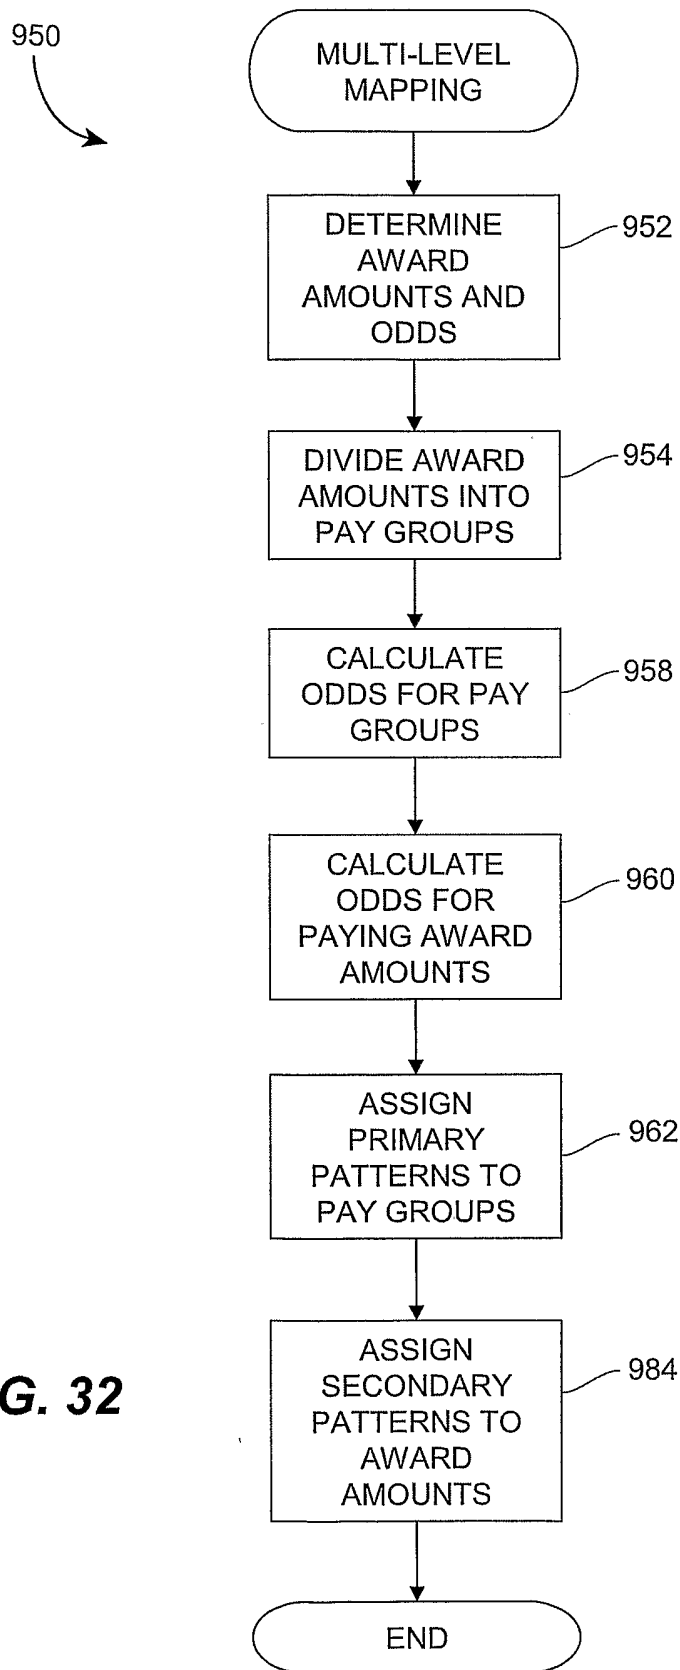 950
MULTI-LEVEL
MAPPING
DETERMINE
AWARD
AMOUNTS AND
ODDS
952
DIVIDE AWARD
AMOUNTS INTO
PAY GROUPS
954
CALCULATE
ODDS FOR PAY
GROUPS
958
CALCULATE
ODDS FOR
PAYING AWARD
AMOUNTS
960
ASSIGN
PRIMARY
PATTERNS TO
PAY GROUPS
962
ASSIGN
SECONDARY
PATTERNS TO
AWARD
AMOUNTS
984
G. 32
END